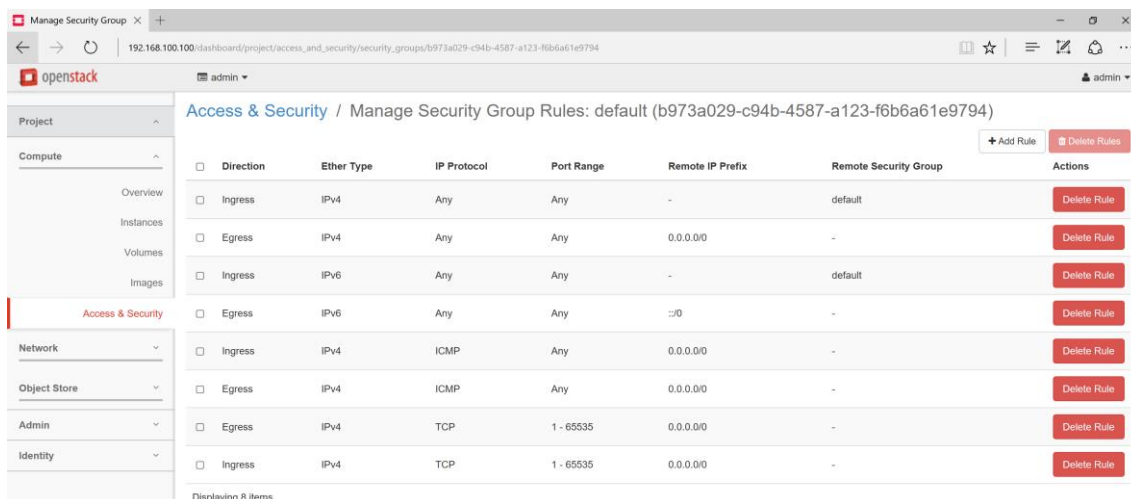 Manage Security Group
192.168.100.100/dashboard/project/access_and_security/security_groups/b973a029-c94b-4587-a123-f6b6a61e9794
openstack
admin
admin
Project
Compute
Overview
Instances
Volumes
Images
Access & Security
Network
Object Store
Admin
Identity
Access & Security / Manage Security Group Rules: default (b973a029-c94b-4587-a123-f6b6a61e9794)
+ Add Rule Delete Rules
Direction Ether Type IP Protocol Port Range Remote IP Prefix Remote Security Group Actions
Ingress IPv4 Any Any - default Delete Rule
Egress IPv4 Any Any 0.0.0.0/0 - Delete Rule
Ingress IPv6 Any Any - default Delete Rule
Egress IPv6 Any Any ::/0 - Delete Rule
Ingress IPv4 ICMP Any 0.0.0.0/0 - Delete Rule
Egress IPv4 ICMP Any 0.0.0.0/0 - Delete Rule
Egress IPv4 TCP 1 - 65535 0.0.0.0/0 - Delete Rule
Ingress IPv4 TCP 1 - 65535 0.0.0.0/0 - Delete Rule
Displaying 8 items